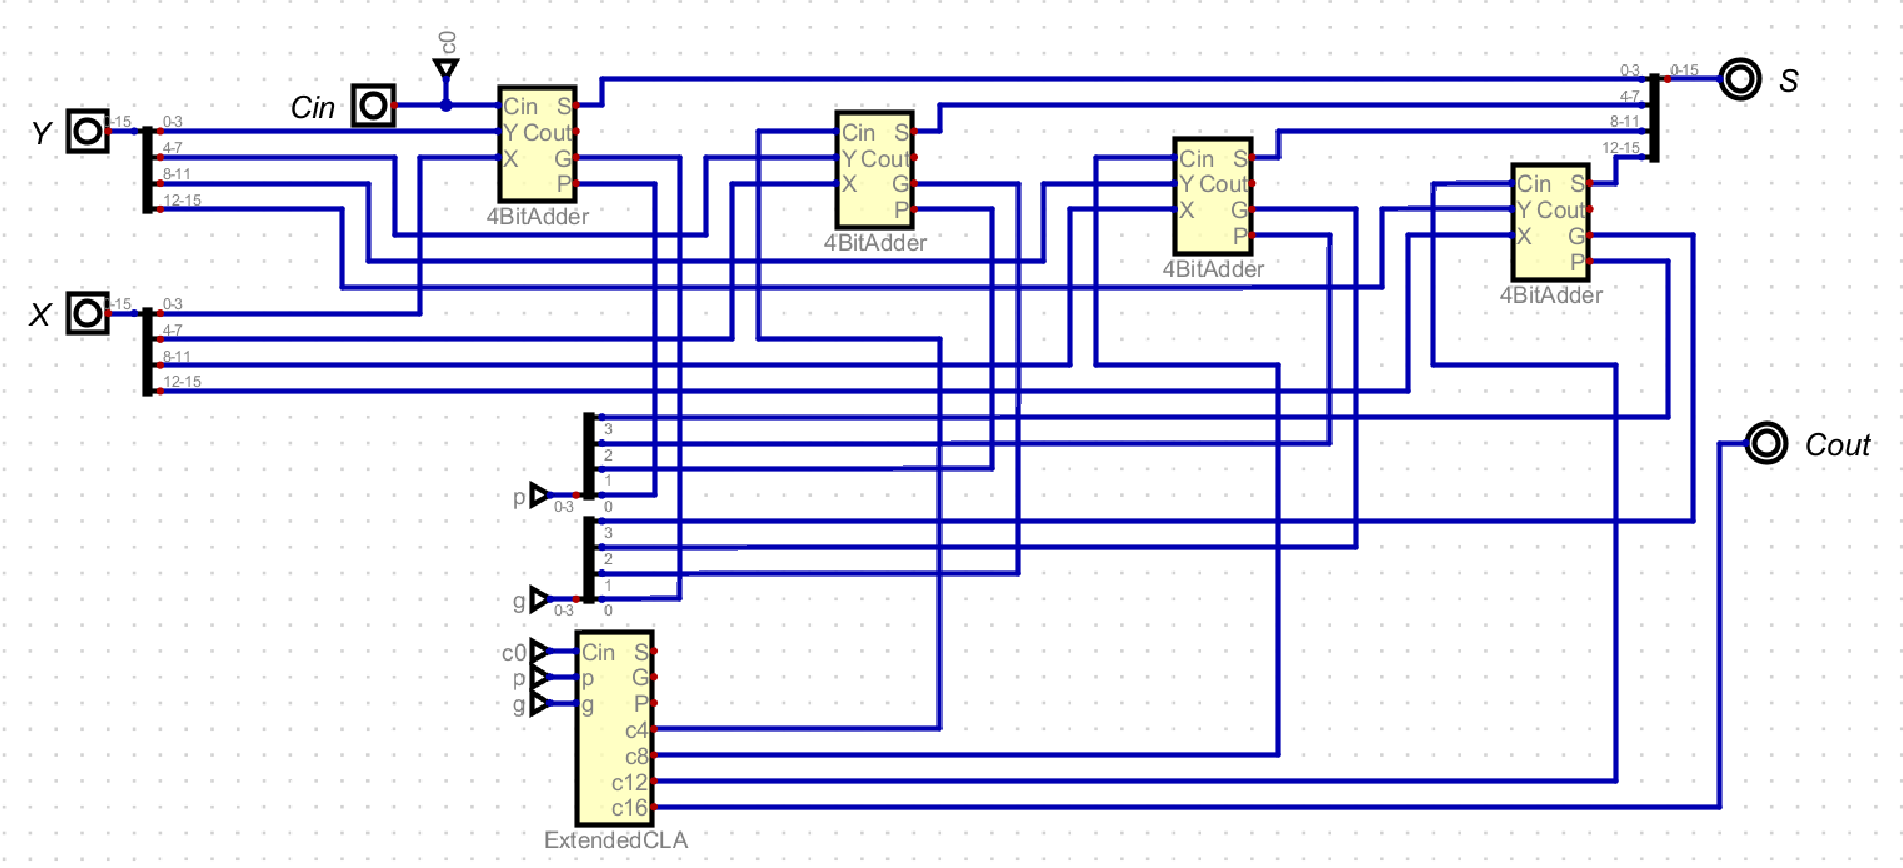 c0
Cin
Y
0-15
0-3
4-7
8-11
12-15
Cin S
Y Cout
X G
P
4BitAdder
Cin S
Y Cout
X G
P
4BitAdder
Cin S
Y Cout
X G
P
4BitAdder
Cin S
Y Cout
X G
P
4BitAdder
0-3
4-7
8-11
12-15
0-15
S
X
0-15
0-3
4-7
8-11
12-15
3
2
1
0
p
0-3
3
2
1
0
g
0-3
Cout
c0
p
g
Cin S
p G
g P
c4
c8
c12
c16
ExtendedCLA